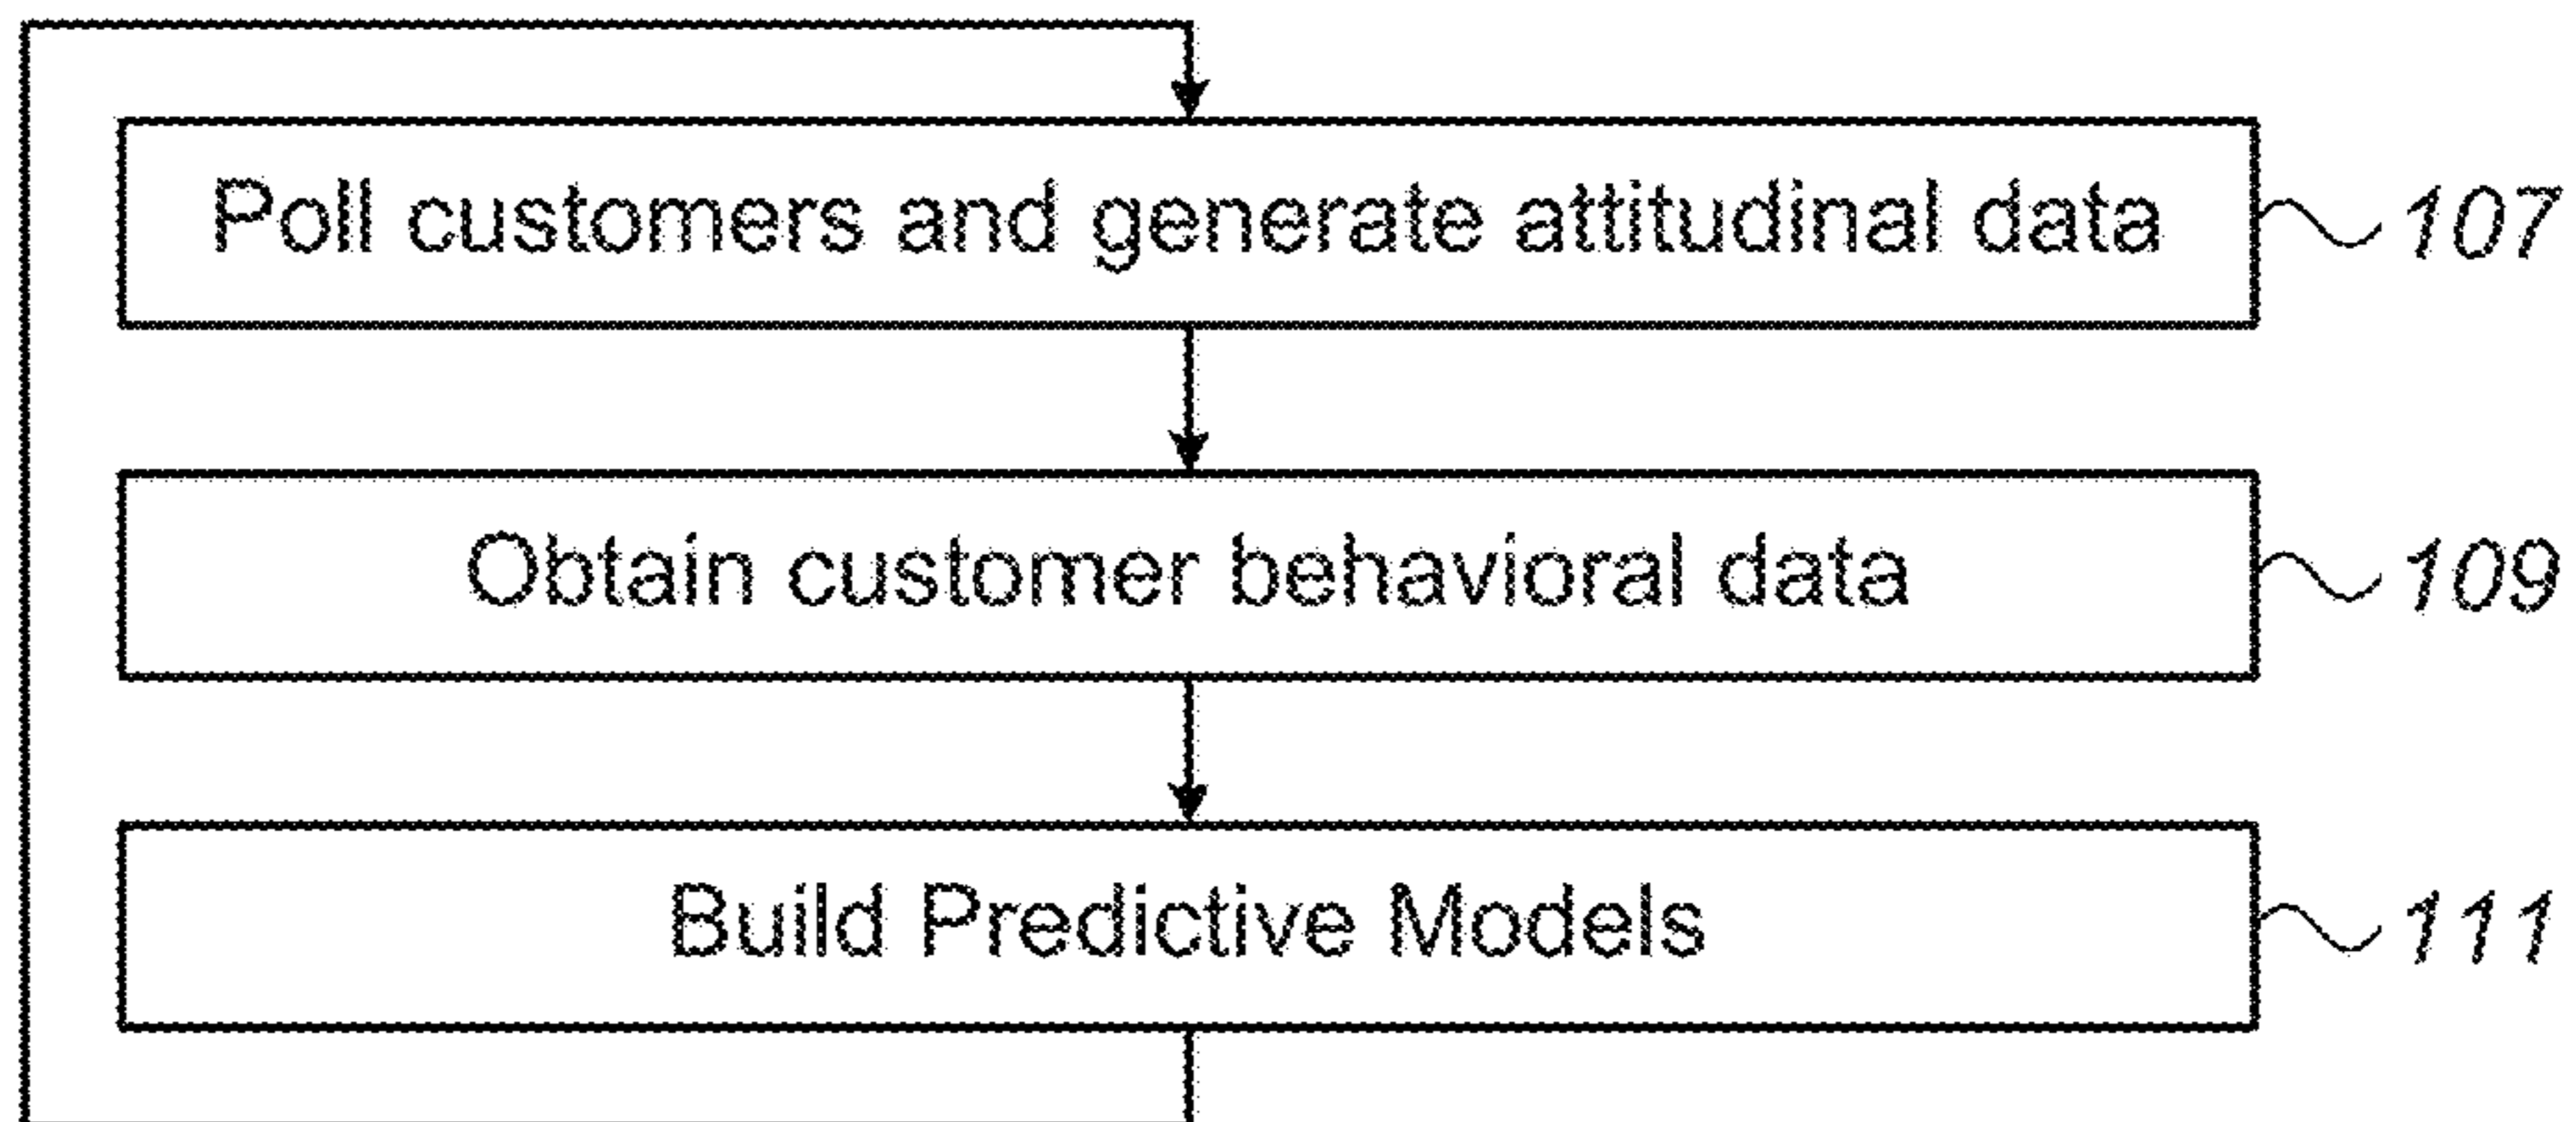 Poll customers and generate attitudinal data 107
Obtain customer behavioral data 109
Build Predictive Models 111